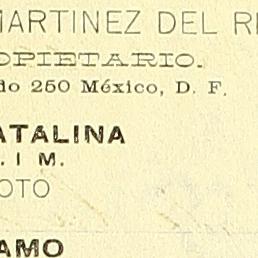 MARTINEZ DEL R
OPIETARIO.
do 250 México, D. F.
ATALINA
. I M.
OTO
AMO